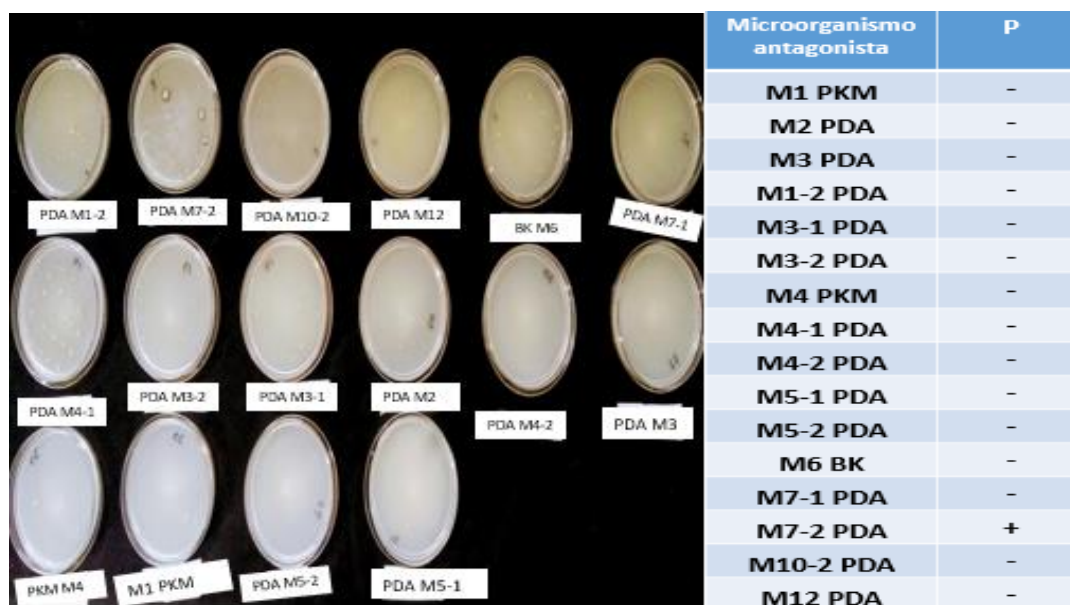 PDA M1-2
PDA M7-2
PDA M10-2
PDA M12
BK M6
PDA M7-1
PDA M4-1
PDA M3-2
PDA M3-1
PDA M2
PDA M4-2
PDA M3
PKM M4
M1 PKM
PDA M5-2
PDA M5-1
Microorganismo antagonista P
M1 PKM -
M2 PDA -
M3 PDA -
M1-2 PDA -
M3-1 PDA -
M3-2 PDA -
M4 PKM -
M4-1 PDA -
M4-2 PDA -
M5-1 PDA -
M5-2 PDA -
M6 BK -
M7-1 PDA -
M7-2 PDA +
M10-2 PDA -
M12 PDA -